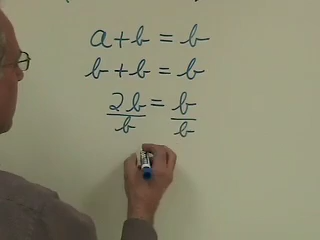 a + b = b
b + b = b
2b/b = b/b